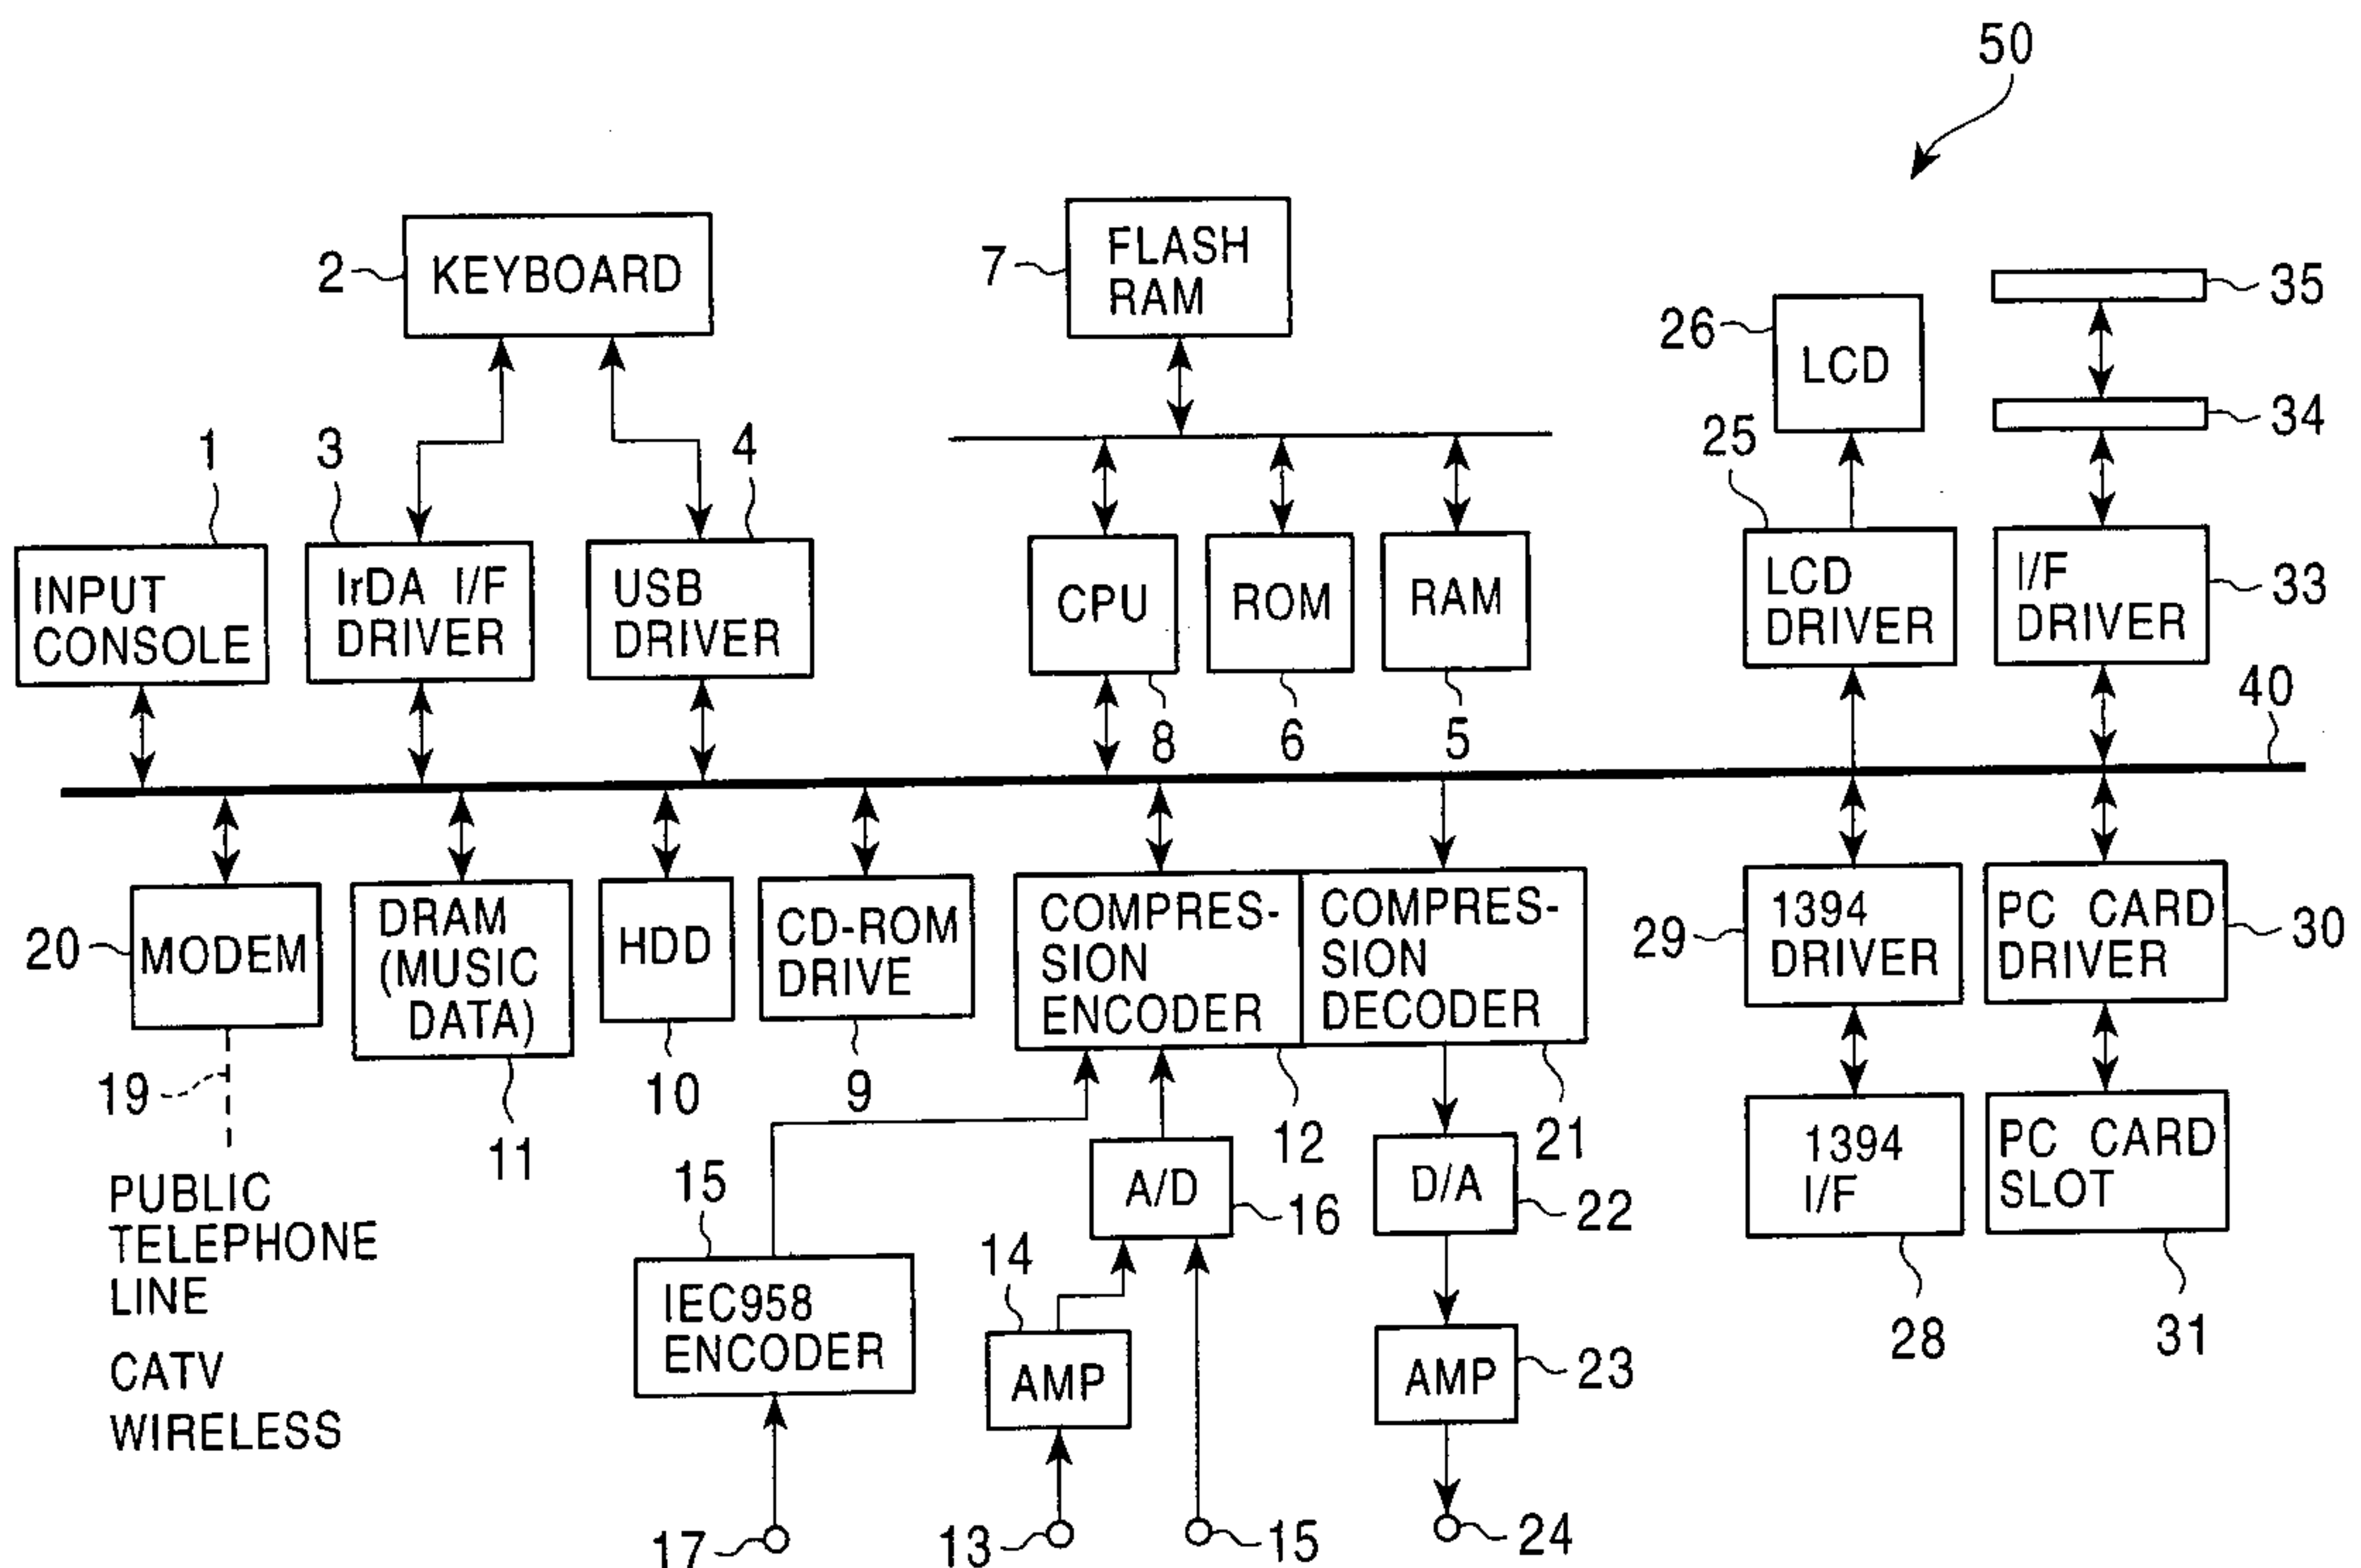 50
2
KEYBOARD
7
FLASH
RAM
35
26
LCD
34
1
3
4
25
INPUT
CONSOLE
IrDA I/F
DRIVER
USB
DRIVER
CPU
ROM
RAM
LCD
DRIVER
I/F
DRIVER
33
8
6
5
40
20
MODEM
DRAM
(MUSIC
DATA)
HDD
CD-ROM
DRIVE
COMPRES-
SION
ENCODER
COMPRES-
SION
DECODER
29
1394
DRIVER
PC CARD
DRIVER
30
19
11
10
9
12
21
PUBLIC
TELEPHONE
LINE
CATV
WIRELESS
15
IEC958
ENCODER
A/D
16
D/A
22
1394
I/F
PC CARD
SLOT
14
AMP
AMP
23
28
31
17
13
15
24